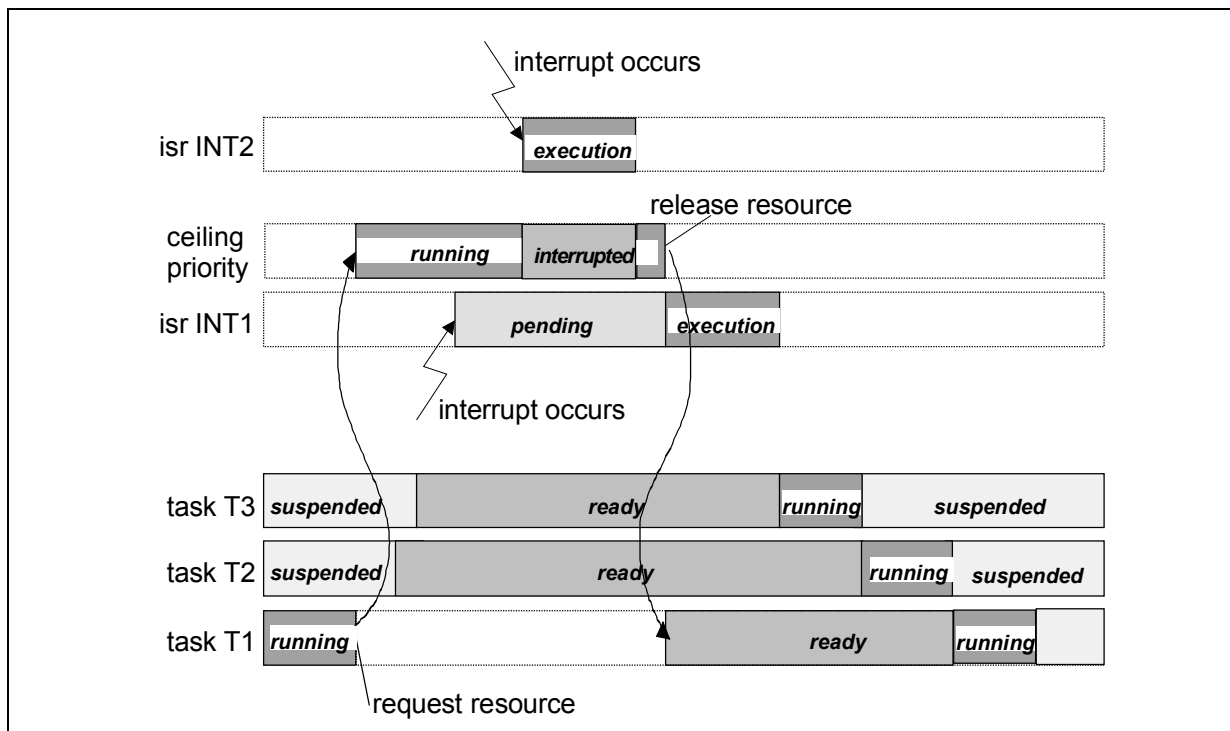 interrupt occurs
isr INT2
execution
release resource
ceiling
priority
running
interrupted
isr INT1
pending
execution
interrupt occurs
task T3
suspended
ready
running
suspended
task T2
suspended
ready
running
suspended
task T1
running
ready
running
request resource